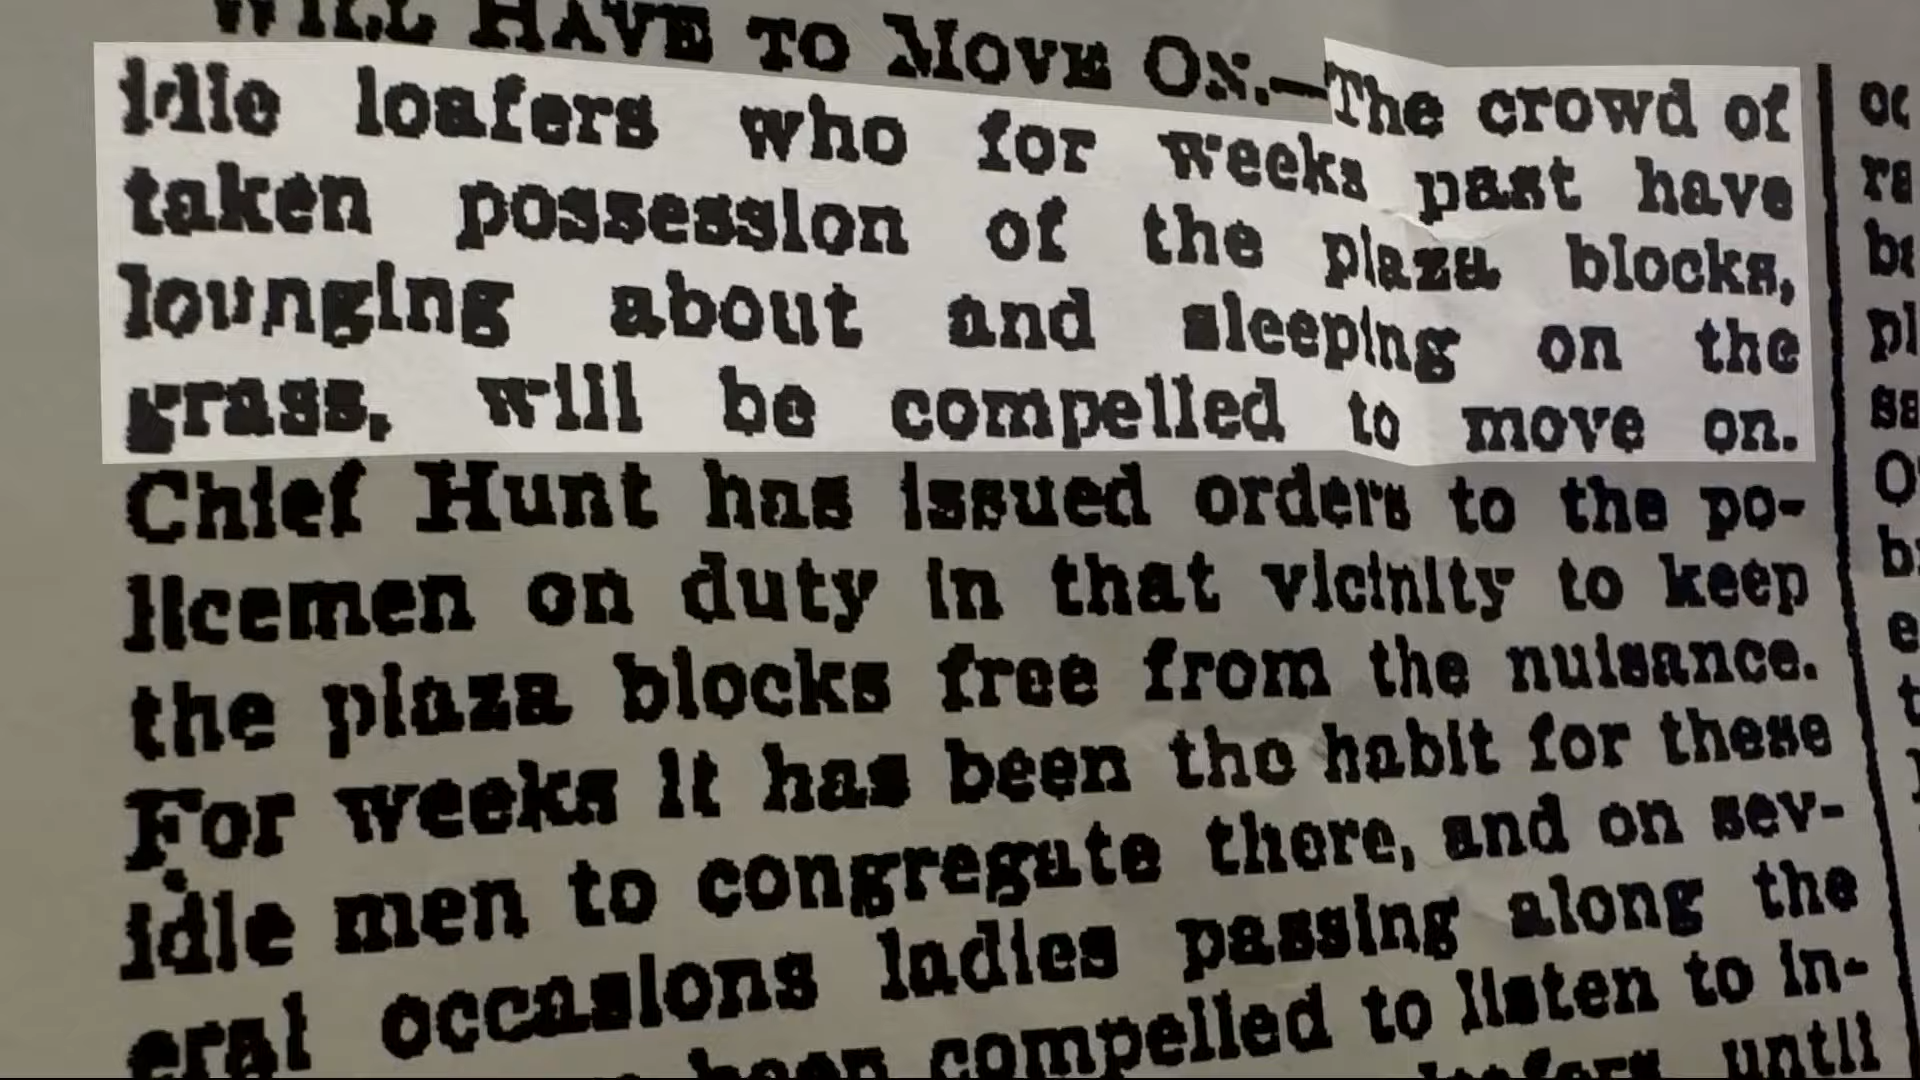 WILL HAVE TO MOVE ON.—The crowd of
idle loafers who for weeks past have
taken possession of the plaza blocks,
lounging about and sleeping on the
grass, will be compelled to move on.
Chief Hunt has issued orders to the po-
licemen on duty in that vicinity to keep
the plaza blocks free from the nuisance.
For weeks it has been the habit for these
idle men to congregate there, and on sev-
eral occasions ladies passing along the
been compelled to listen to in-
loafers, until